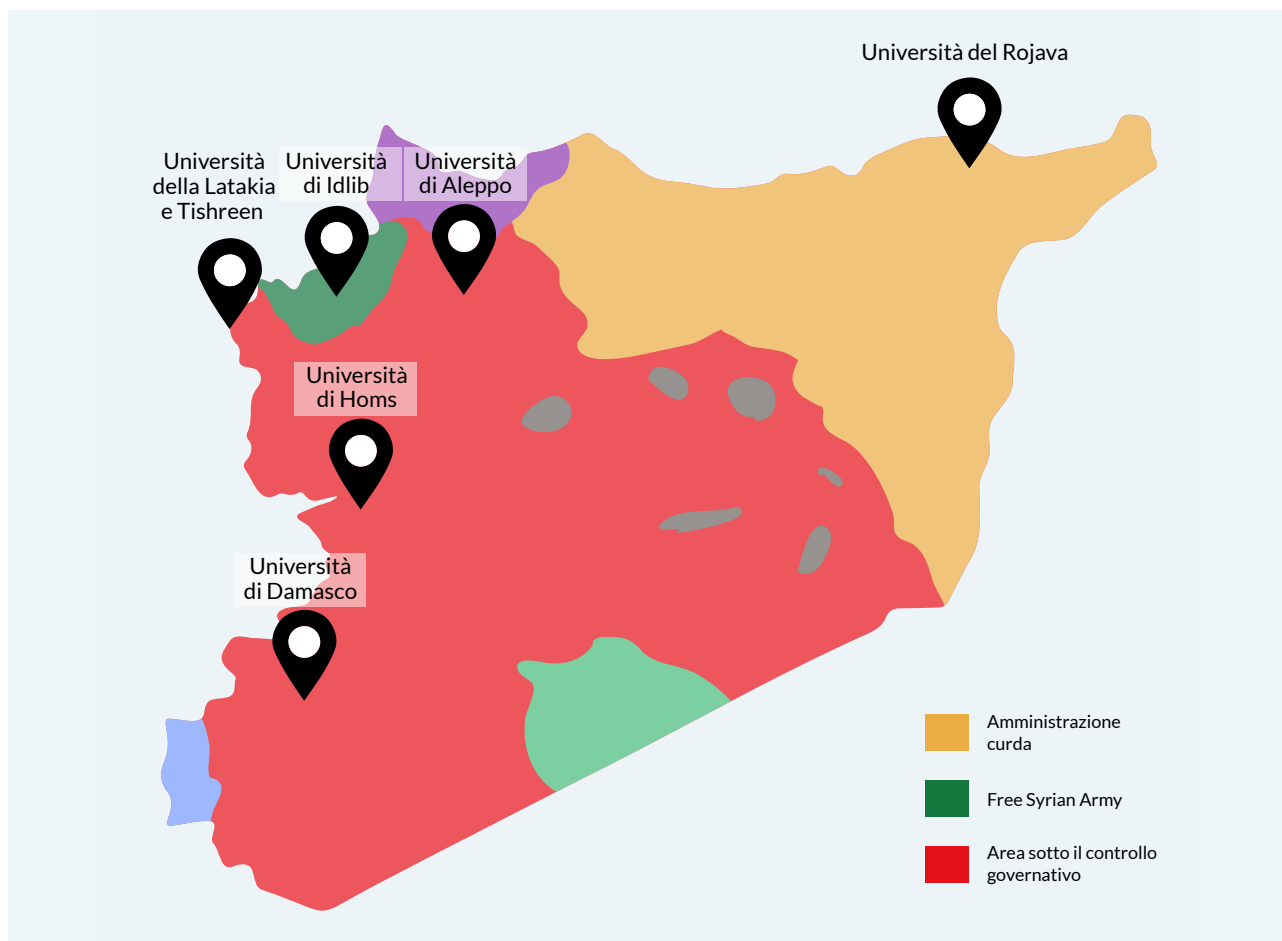 Università del Rojava
Università
della Latakia
e Tishreen
Università
di Idlib
Università
di Aleppo
Università
di Homs
Università
di Damasco
Amministrazione
curda
Free Syrian Army
Area sotto il controllo
governativo